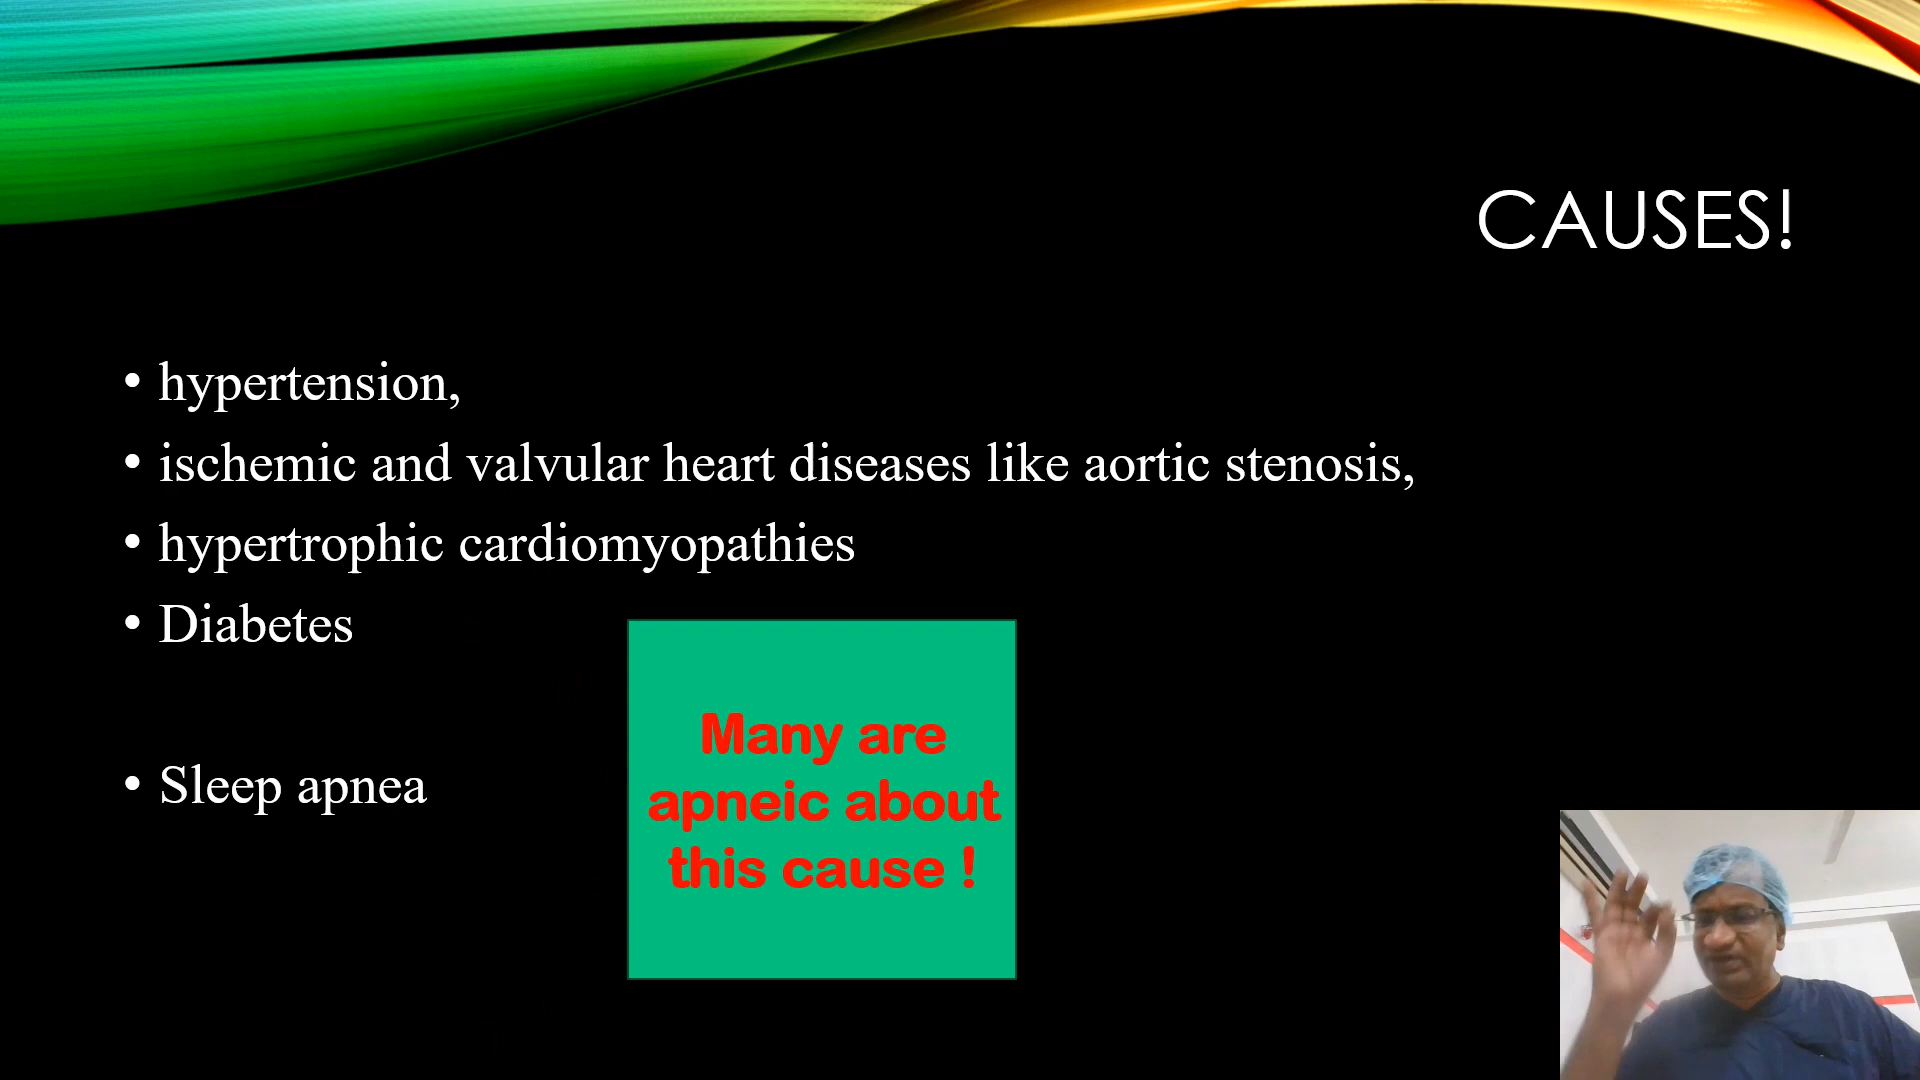 CAUSES!
• hypertension,
• ischemic and valvular heart diseases like aortic stenosis,
• hypertrophic cardiomyopathies
• Diabetes
• Sleep apnea
Many are
apneic about
this cause !